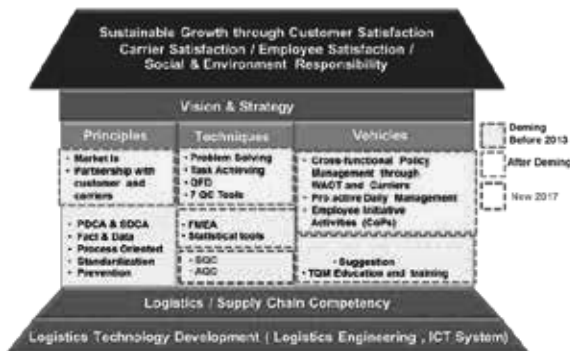 Sustainable Growth through Customer Satisfaction
Carrier Satisfaction / Employee Satisfaction /
Social & Environment Responsibility
Vision & Strategy
Principles
• Market In
• Partnership with
customer and
carriers
• PDCA & SDCA
• Fact & Data
• Process Oriented
• Standardization
• Prevention
Techniques
• Problem Solving
• Task Achieving
• QFD
• 7 QC Tools
• FMEA
• Statistical tools
- SQC
- AQC
Vehicles
• Cross-functional Policy
Management through
and Carriers
• Pro active Daily Management
• Employee Initiative
Activities (CoPs)
• Suggestion
• TQM Education and training
Deming
Before 2013
After Deming
New 2017
Logistics / Supply Chain Competency
Logistics Technology Development ( Logistics Engineering , ICT System)